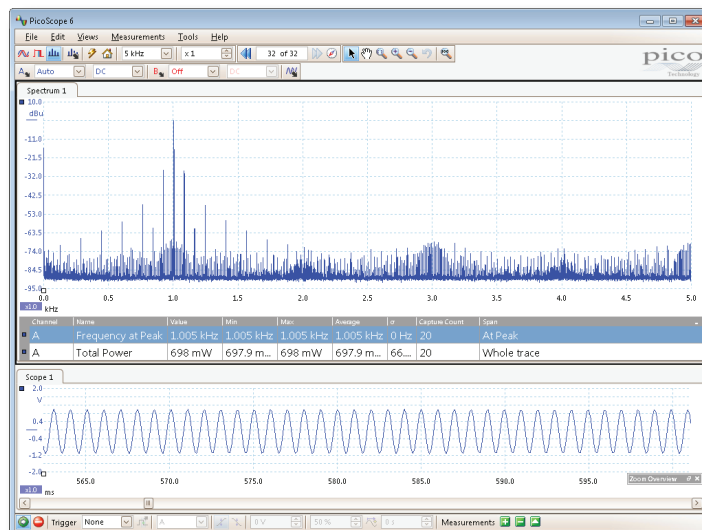 PicoScope 6
File Edit Views Measurements Tools Help
5 kHz x 1 32 of 32
pico
Technology
A Auto DC B Off DC
Spectrum 1
10.0
dBu
-11.0
-21.5
-32.0
-42.5
-53.0
-63.5
-74.0
-84.5
-95.0
0.0 0.5 1.0 1.5 2.0 2.5 3.0 3.5 4.0 4.5 5.0
x1.0 kHz
Channel Name Value Min Max Average σ Capture Count Span
A Frequency at Peak 1.005 kHz 1.005 kHz 1.005 kHz 1.005 kHz 0 Hz 20 At Peak
A Total Power 698 mW 697.9 m... 698 mW 697.9 m... 66.... 20 Whole trace
Scope 1
2.0
V
0.4
-0.4
-1.2
-2.0
565.0 570.0 575.0 580.0 585.0 590.0 595.0
Zoom Overview
x1.0 ms
Trigger None A 0 V 50 % 0 s Measurements